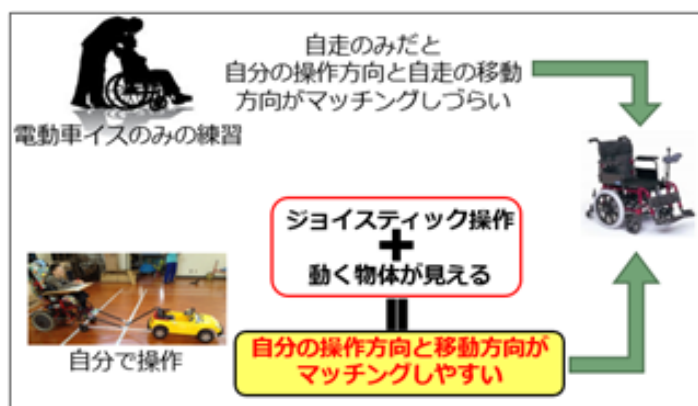 自走のみだと
自分の操作方向と自走の移動
方向がマッチングしづらい
電動車イスのみの練習
ジョイスティック操作
+
動く物体が見える
自分で操作
自分の操作方向と移動方向が
マッチングしやすい